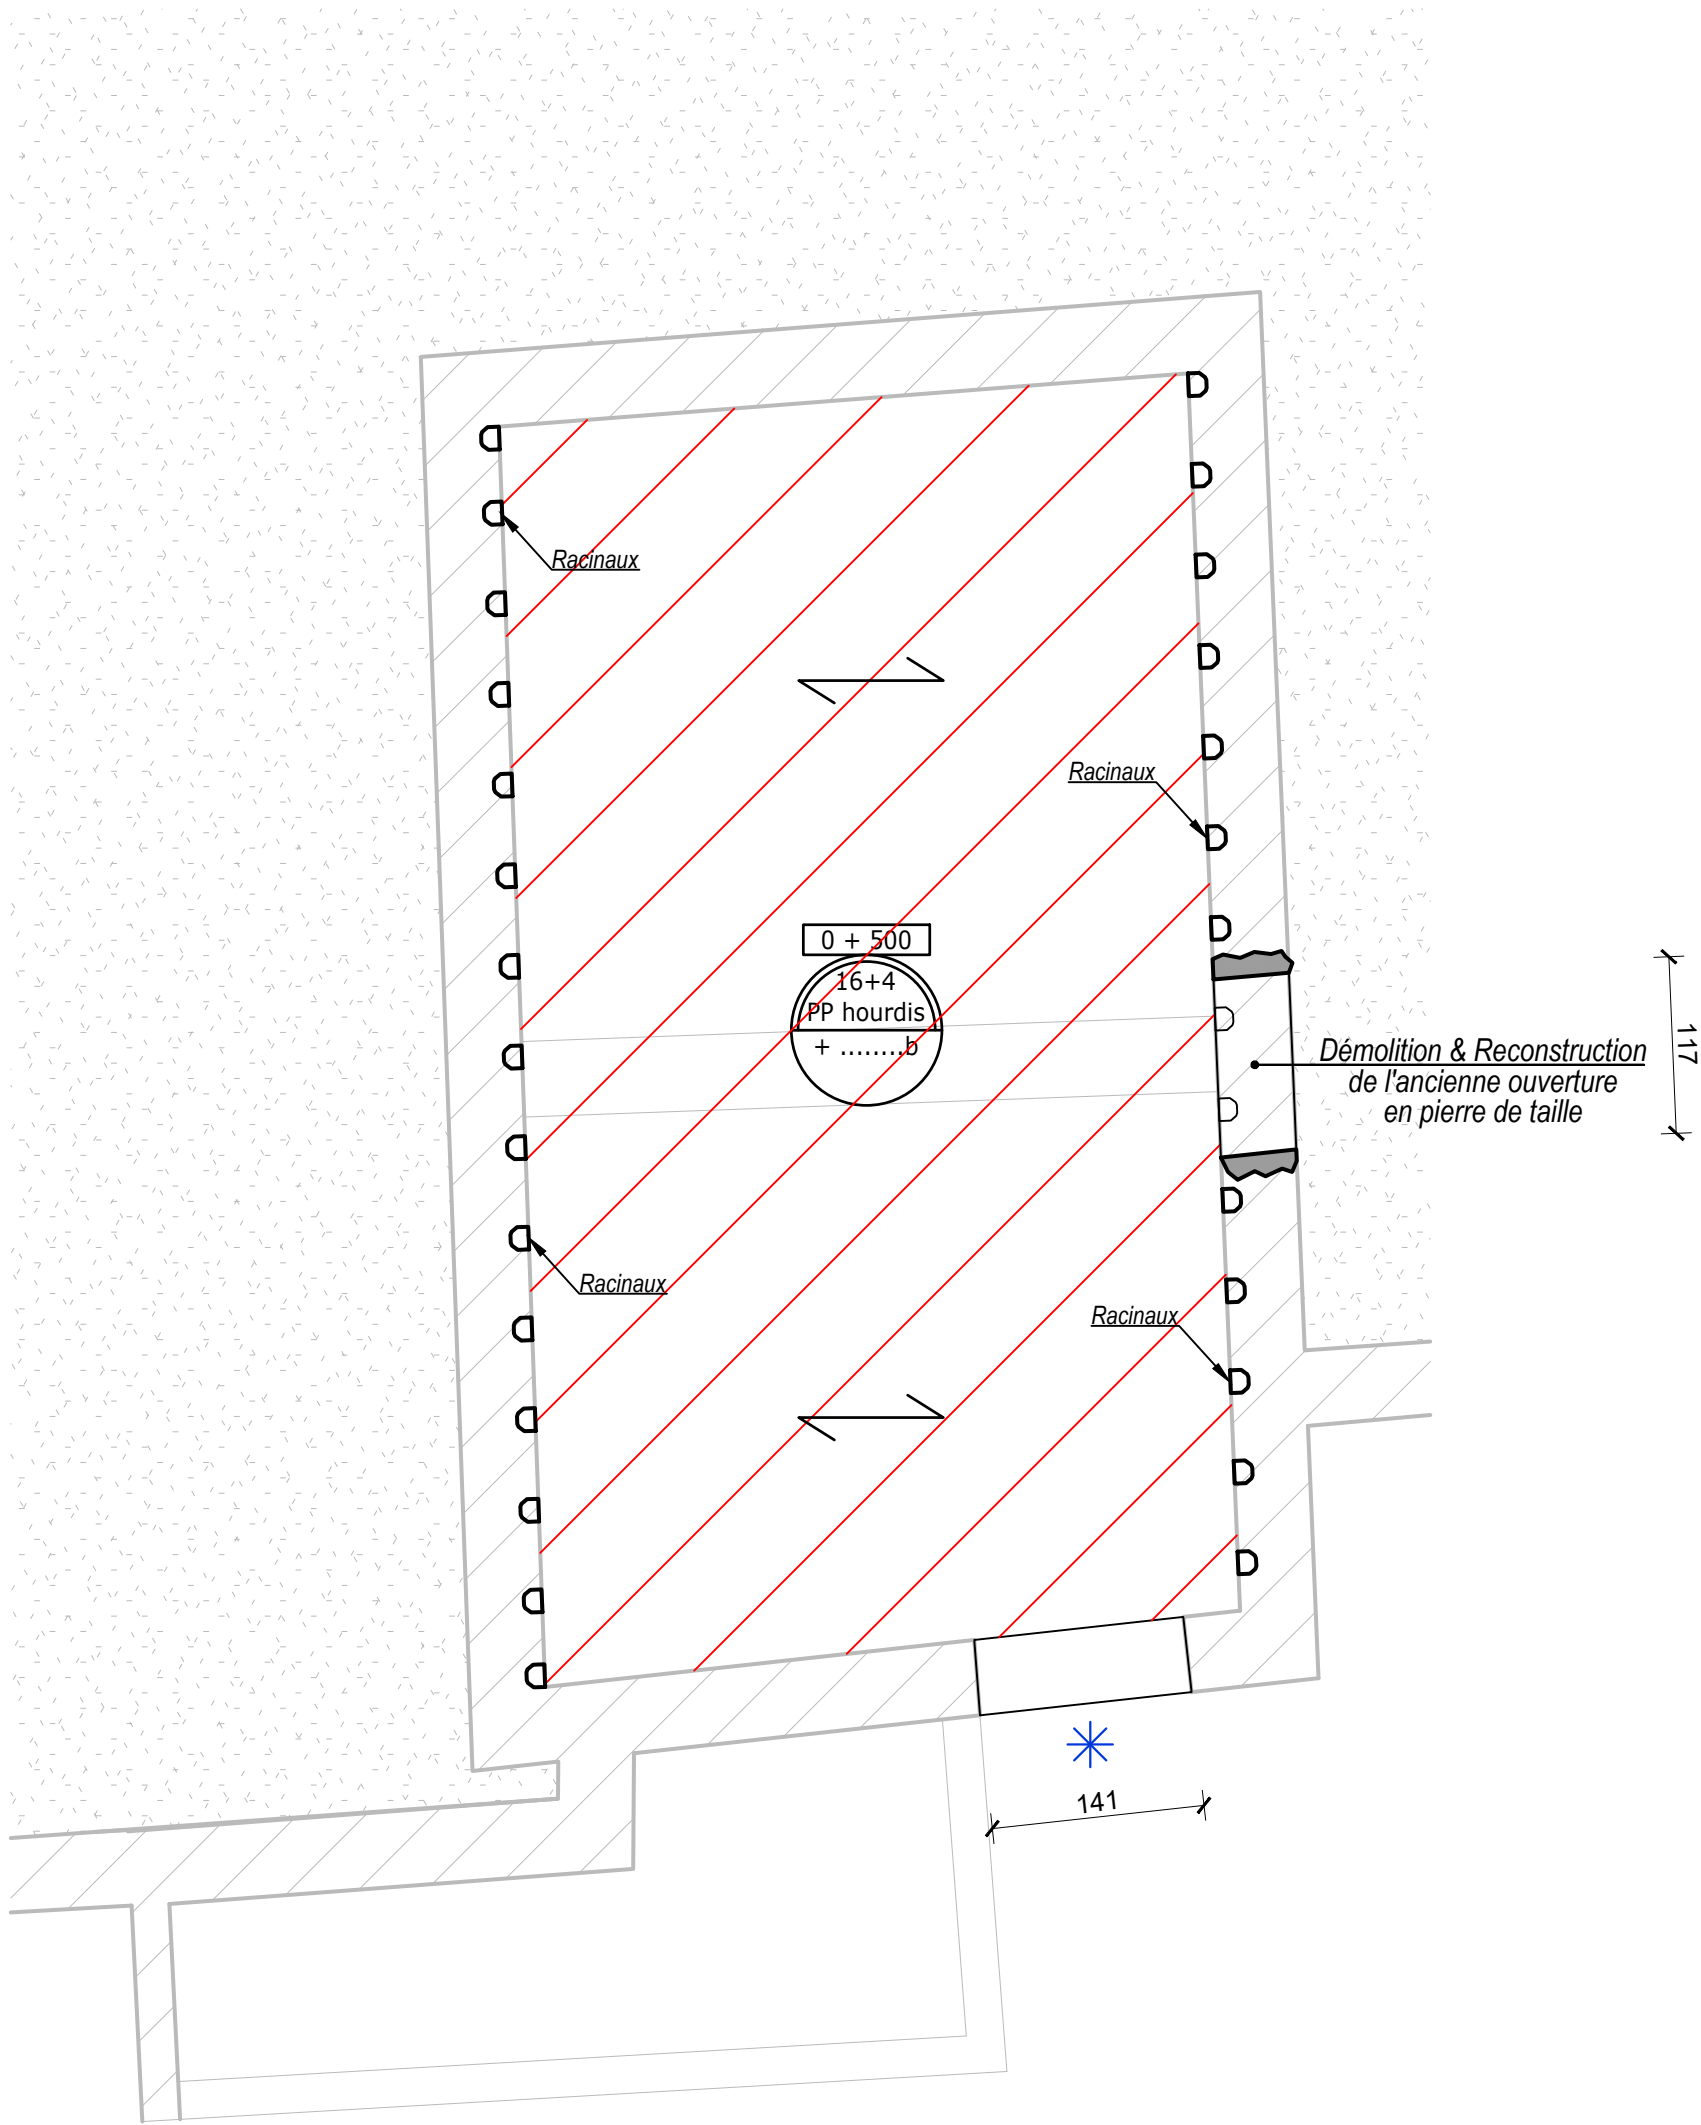 Racinaux
Racinaux
0 + 500
16+4
PP hourdis
+ ........b
Démolition & Reconstruction
de l'ancienne ouverture
en pierre de taille
117
Racinaux
Racinaux
141